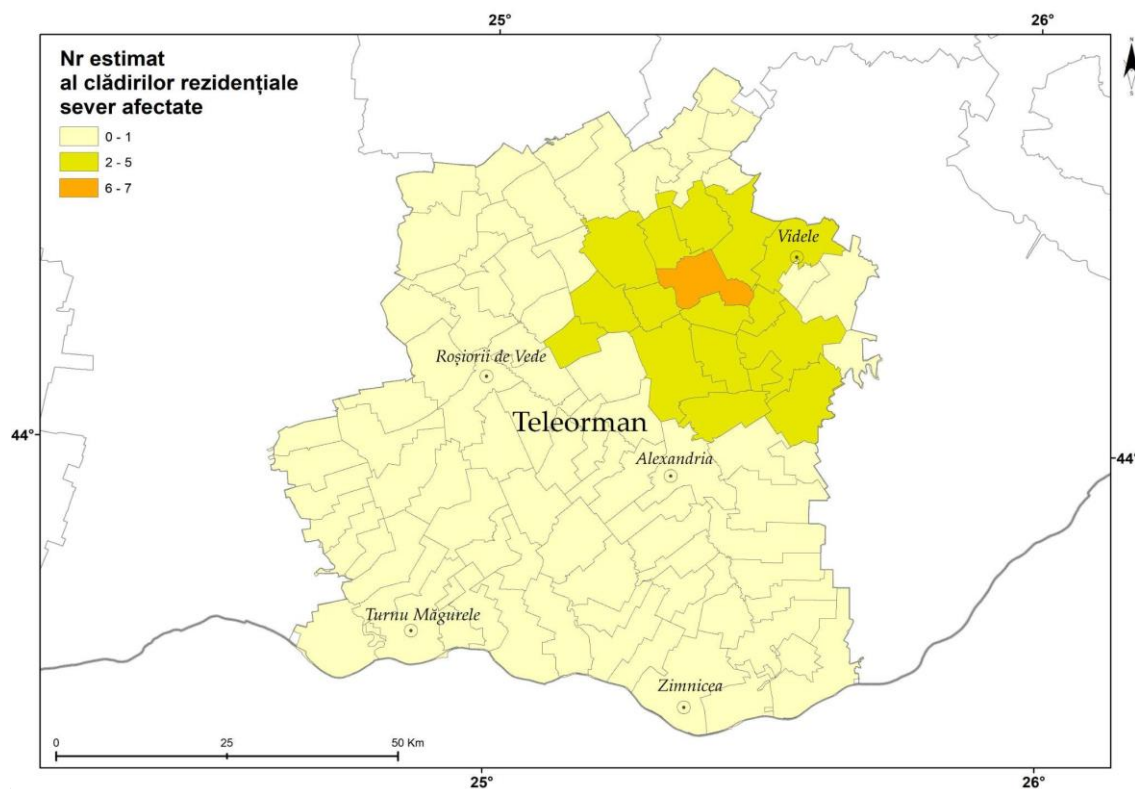 25°
26°
Nr estimat
al clădirilor rezidențiale
sever afectate
0 - 1
2 - 5
6 - 7
N
S
Videle
Roșiorii de Vede
Teleorman
44°
44°
Alexandria
Turnu Măgurele
Zimnicea
0 25 50 Km
25°
26°